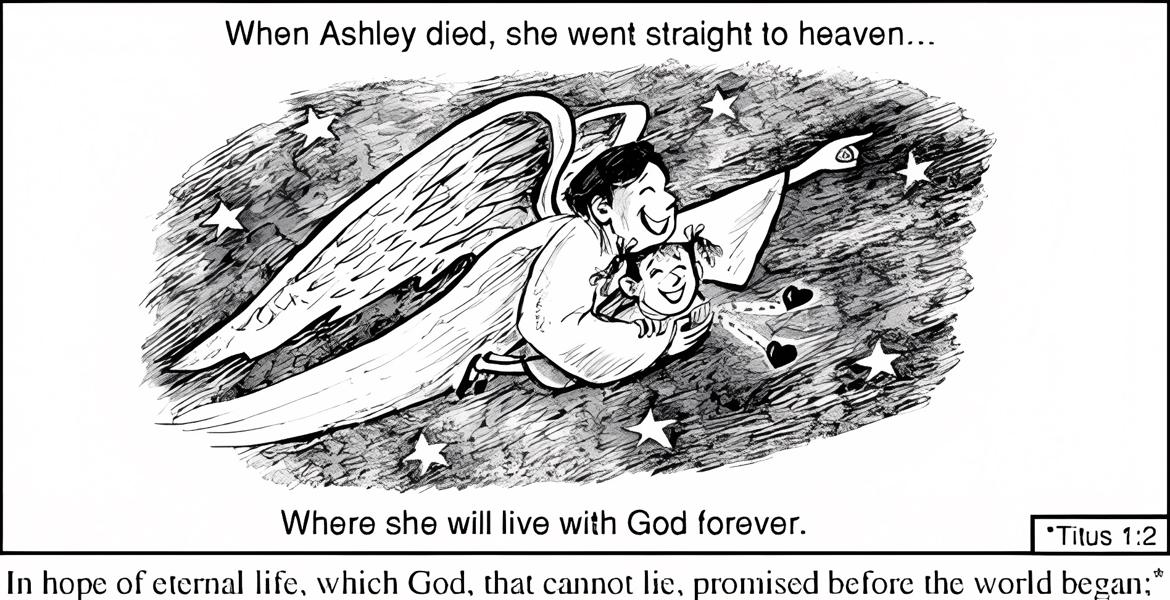 When Ashley died, she went straight to heaven...
Where she will live with God forever.
*Titus 1:2
In hope of eternal life, which God, that cannot lie, promised before the world began;*